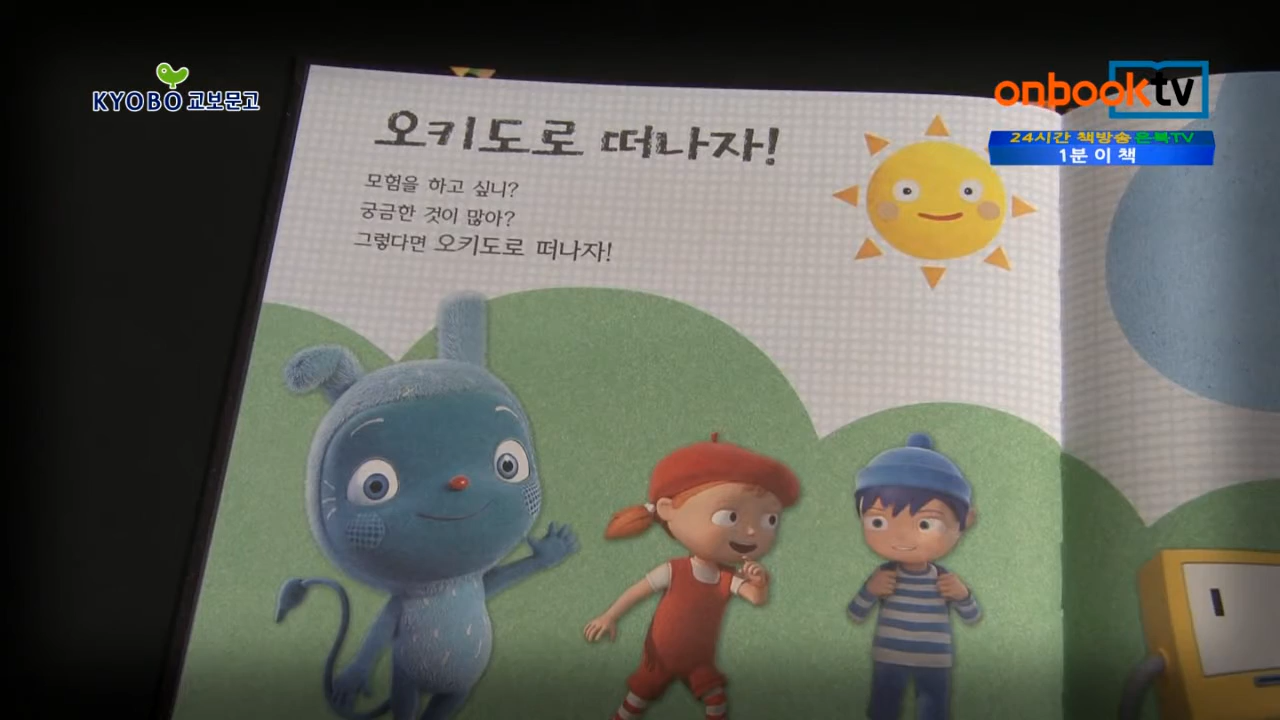 KYOBO 교보문고
onbooktv
24시간 책방송 온북TV
1분 이 책
오키도로 떠나자!
모험을 하고 싶니?
궁금한 것이 많아?
그렇다면 오키도로 떠나자!